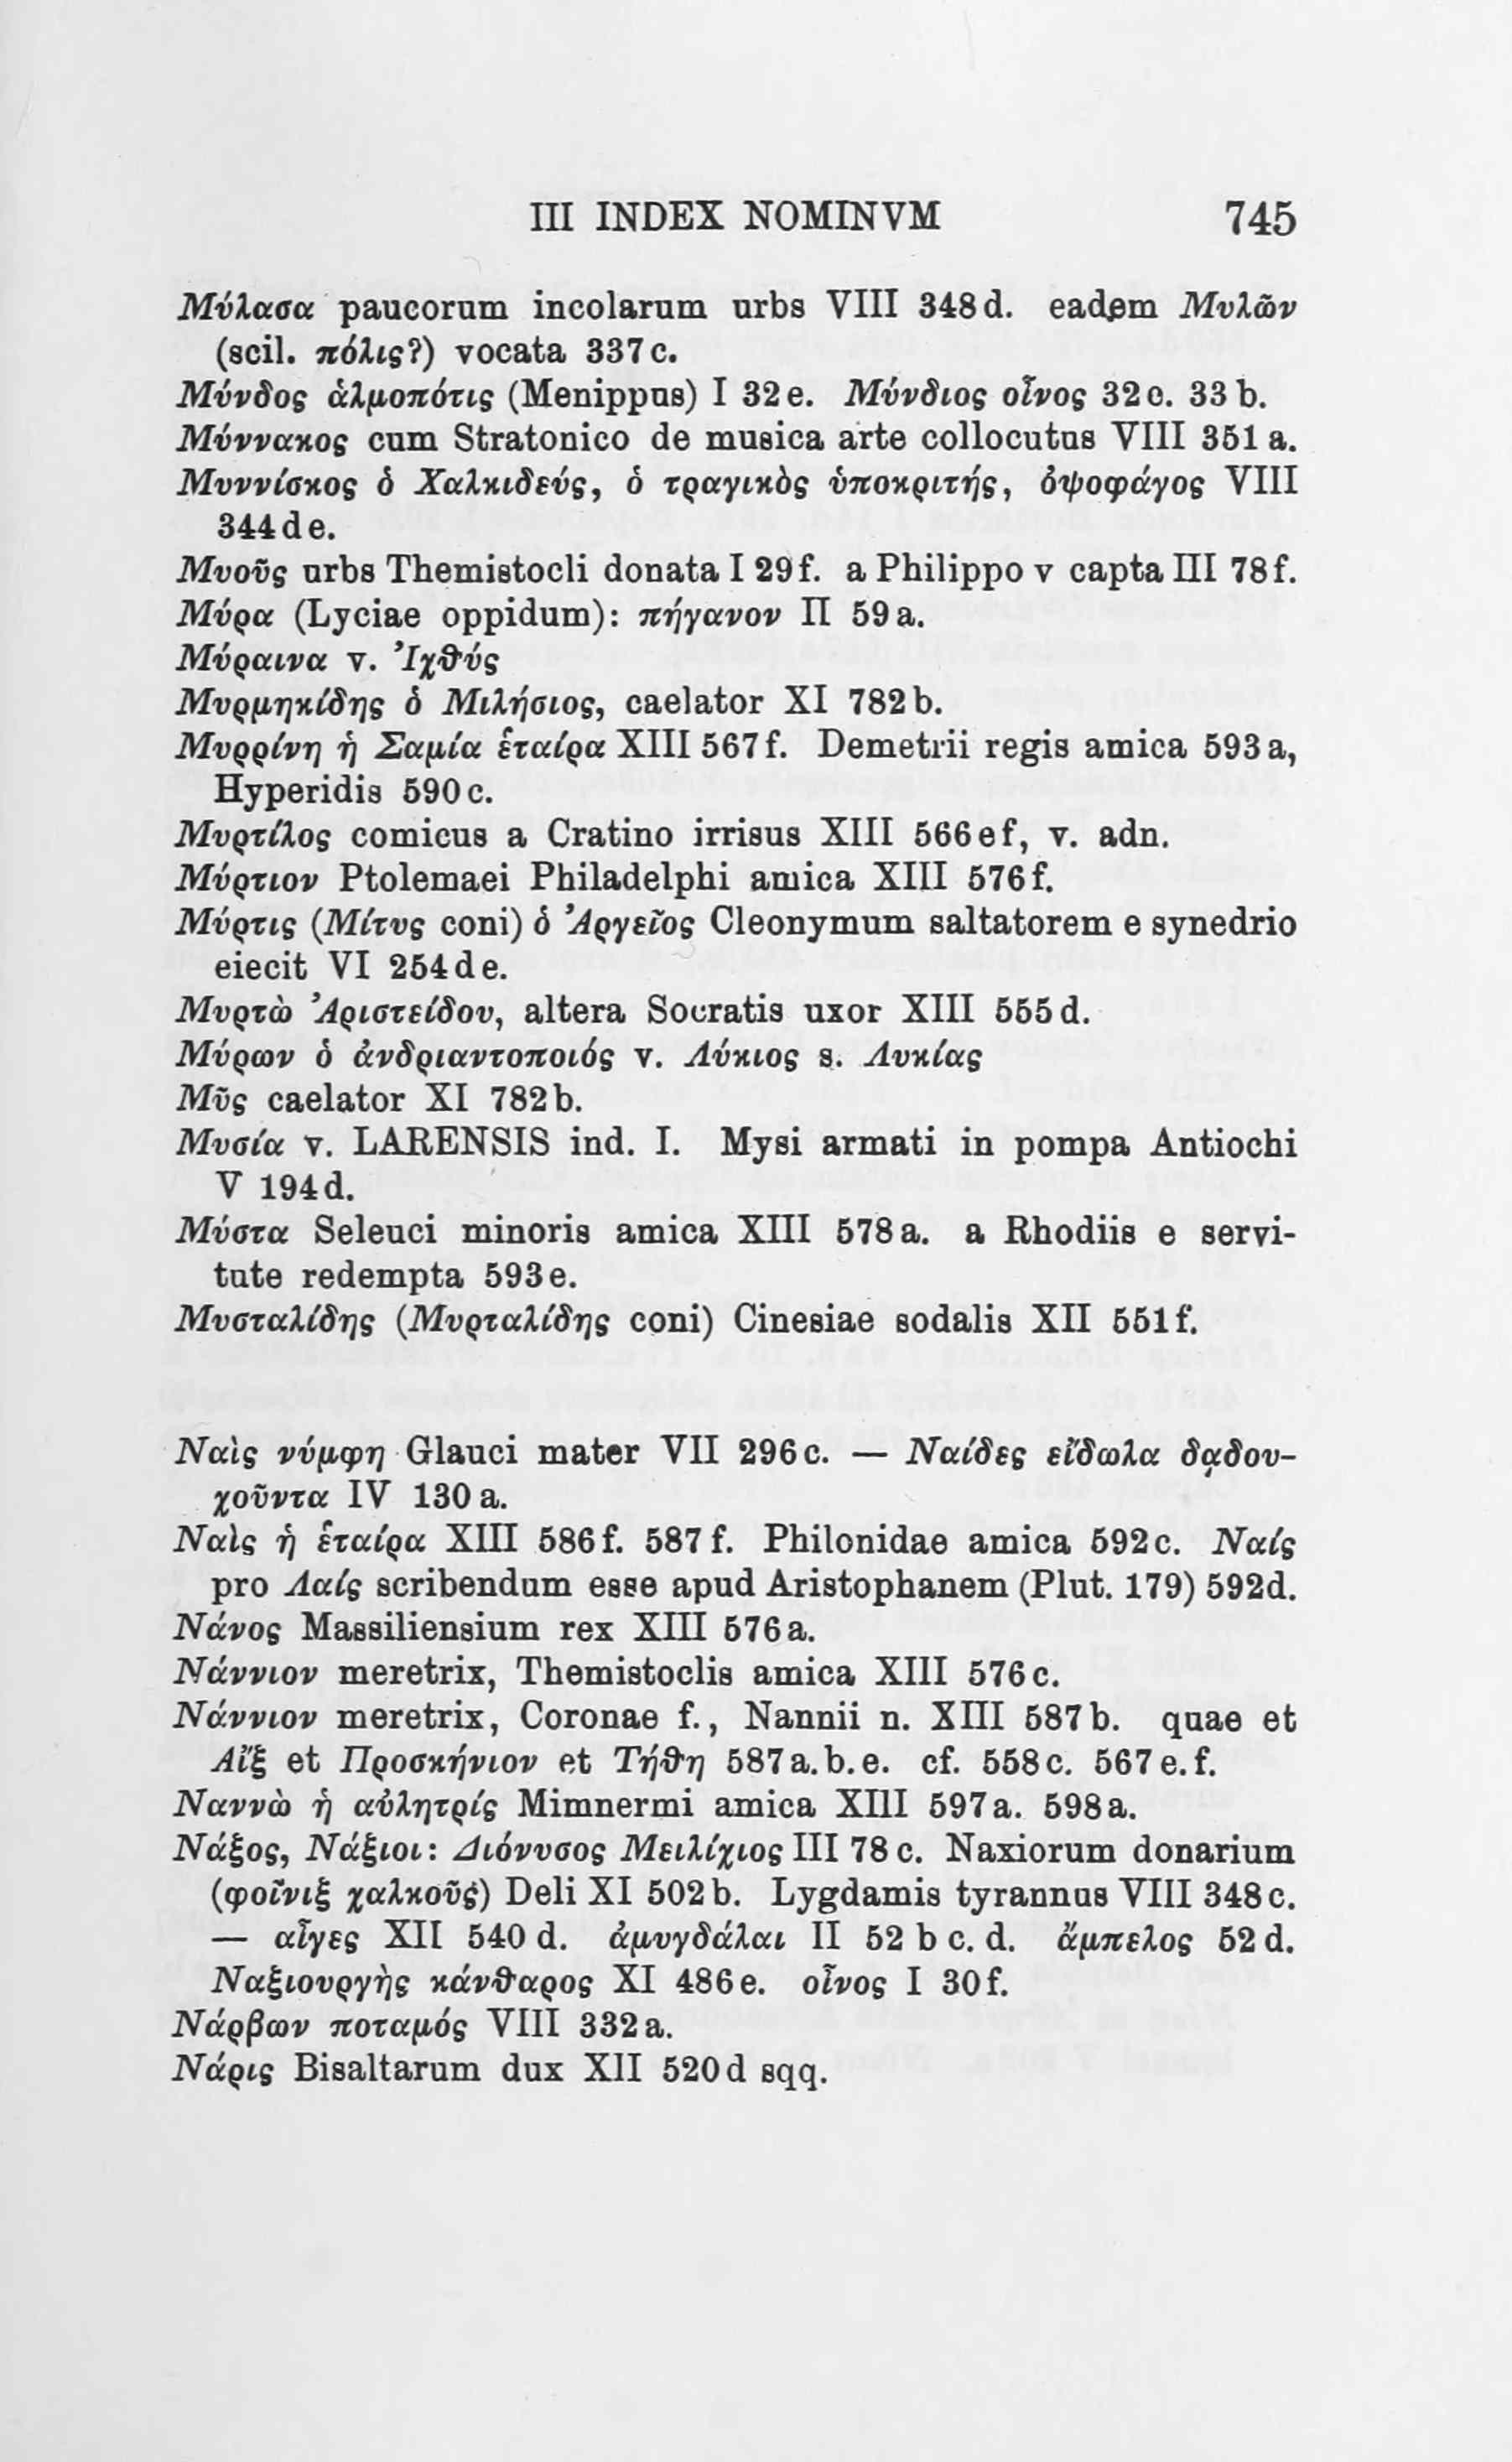 III INDEX NOMINVM 745
Μύλασα paucorum incolarum urbs VIII 348 d. eadem Μυλῶν
(scil. πόλις?) vocata 337 c.
Μύνδος ἁλμοπότις (Menippus) I 32 e. Μύνδιος οἶνος 32 e. 33 b.
Μύννακος cum Stratonico de musica arte collocutus VIII 351 a.
Μυννίσκος ὁ Χαλκιδεύς, ὁ τραγικὸς ὑποκριτής, ὀψοφάγος VIII
344 d e.
Μυοῦς urbs Themistocli donata I 29 f. a Philippo v capta III 78 f.
Μύρα (Lyciae oppidum): πήγανον II 59 a.
Μύραινα v. Ἰχθύς
Μυρμηκίδης ὁ Μιλήσιος, caelator XI 782 b.
Μυρρίνη ἡ Σαμία ἑταίρα XIII 567 f. Demetrii regis amica 593 a,
Hyperidis 590 c.
Μυρτίλος comicus a Cratino irrisus XIII 566 e f, v. adn.
Μύρτιον Ptolemaei Philadelphi amica XIII 576 f.
Μύρτις (Μίτυς coni) ὁ Ἀργεῖος Cleonymum saltatorem e synedrio
eiecit VI 254 d e.
Μυρτὼ Ἀριστείδου, altera Socratis uxor XIII 555 d.
Μύρων ὁ ἀνδριαντοποιός v. Λύκιος s. Λυκίας
Μῦς caelator XI 782 b.
Μυσία v. LARENSIS ind. I. Mysi armati in pompa Antiochi
V 194 d.
Μύστα Seleuci minoris amica XIII 578 a. a Rhodiis e servi-
tute redempta 593 e.
Μυσταλίδης (Μυρταλίδης coni) Cinesiae sodalis XII 551 f.
Ναὶς νύμφη Glauci mater VII 296 c. — Ναίδες εἴδωλα δᾳδου-
χοῦντα IV 130 a.
Ναὶς ἡ ἑταίρα XIII 586 f. 587 f. Philonidae amica 592 c. Ναίς
pro Λαίς scribendum esse apud Aristophanem (Plut. 179) 592 d.
Νάνος Massiliensium rex XIII 576 a.
Νάννιον meretrix, Themistoclis amica XIII 576 c.
Νάννιον meretrix, Coronae f., Nannii n. XIII 587 b. quae et
Αἴξ et Προσκήνιον et Τήθη 587 a. b. e. cf. 558 c. 567 e. f.
Ναννὼ ἡ αὐλητρίς Mimnermi amica XIII 597 a. 598 a.
Νάξος, Νάξιοι: Διόνυσος Μειλίχιος III 78 c. Naxiorum donarium
(φοῖνιξ χαλκοῦς) Deli XI 502 b. Lygdamis tyrannus VIII 348 c.
— αἶγες XII 540 d. ἀμυγδάλαι II 52 b c. d. ἄμπελος 52 d.
Ναξιουργὴς κάνθαρος XI 486 e. οἶνος I 30 f.
Νάρβων ποταμός VIII 332 a.
Νάρις Bisaltarum dux XII 520 d sqq.